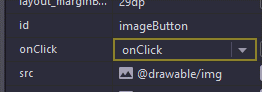 layout_marginB... 29dp
id imageButton
onClick onClick
src @drawable/img